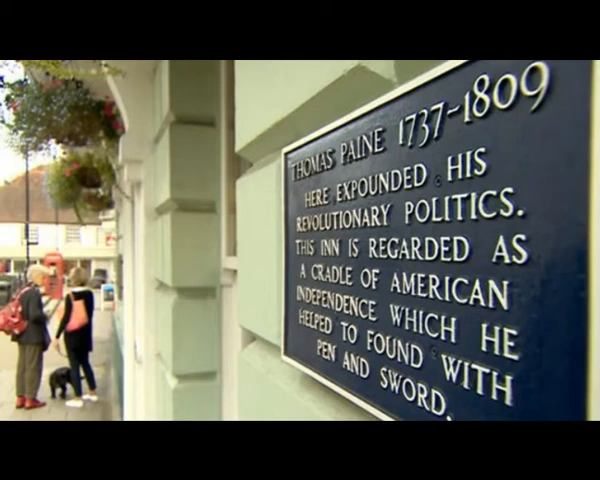 THOMAS PAINE 1737-1809
HERE EXPOUNDED HIS
REVOLUTIONARY POLITICS.
THIS INN IS REGARDED AS
A CRADLE OF AMERICAN
INDEPENDENCE WHICH HE
HELPED TO FOUND WITH
PEN AND SWORD.